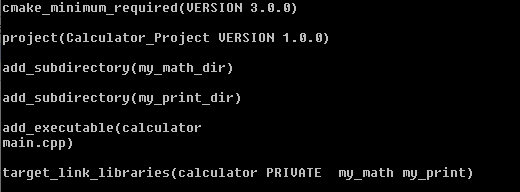 cmake_minimum_required(VERSION 3.0.0)
project(Calculator_Project VERSION 1.0.0)
add_subdirectory(my_math_dir)
add_subdirectory(my_print_dir)
add_executable(calculator
main.cpp)
target_link_libraries(calculator PRIVATE  my_math my_print)